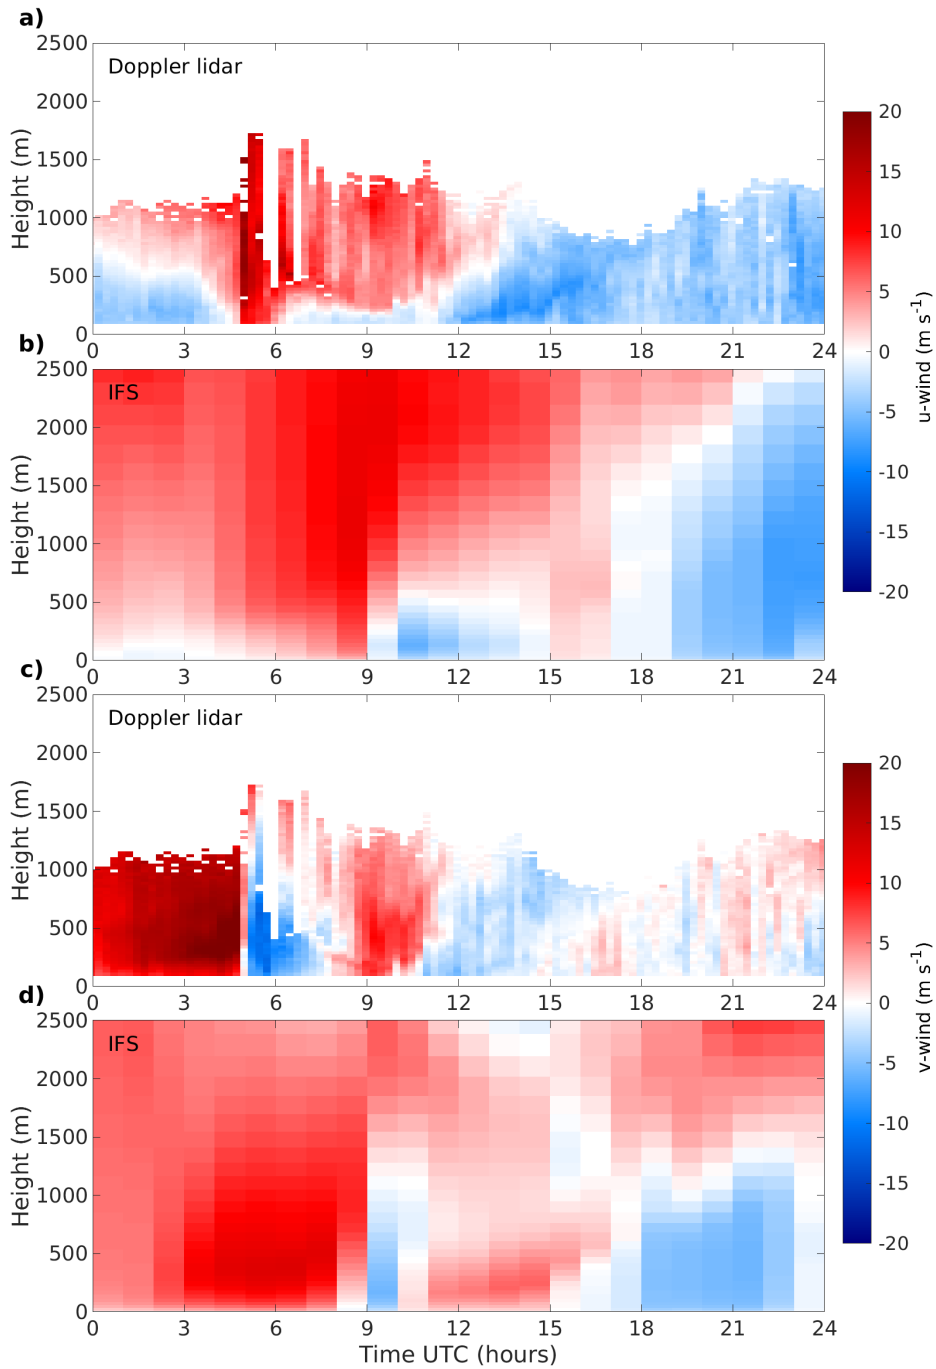 a)
2500
Doppler lidar
2000
1500
1000
500
0
Height (m)
0 3 6 9 12 15 18 21 24
20
15
10
5
0
-5
-10
-15
-20
u-wind (m s-1)
b)
2500
IFS
2000
1500
1000
500
0
Height (m)
0 3 6 9 12 15 18 21 24
c)
2500
Doppler lidar
2000
1500
1000
500
0
Height (m)
0 3 6 9 12 15 18 21 24
20
15
10
5
0
-5
-10
-15
-20
v-wind (m s-1)
d)
2500
IFS
2000
1500
1000
500
0
Height (m)
0 3 6 9 12 15 18 21 24
Time UTC (hours)